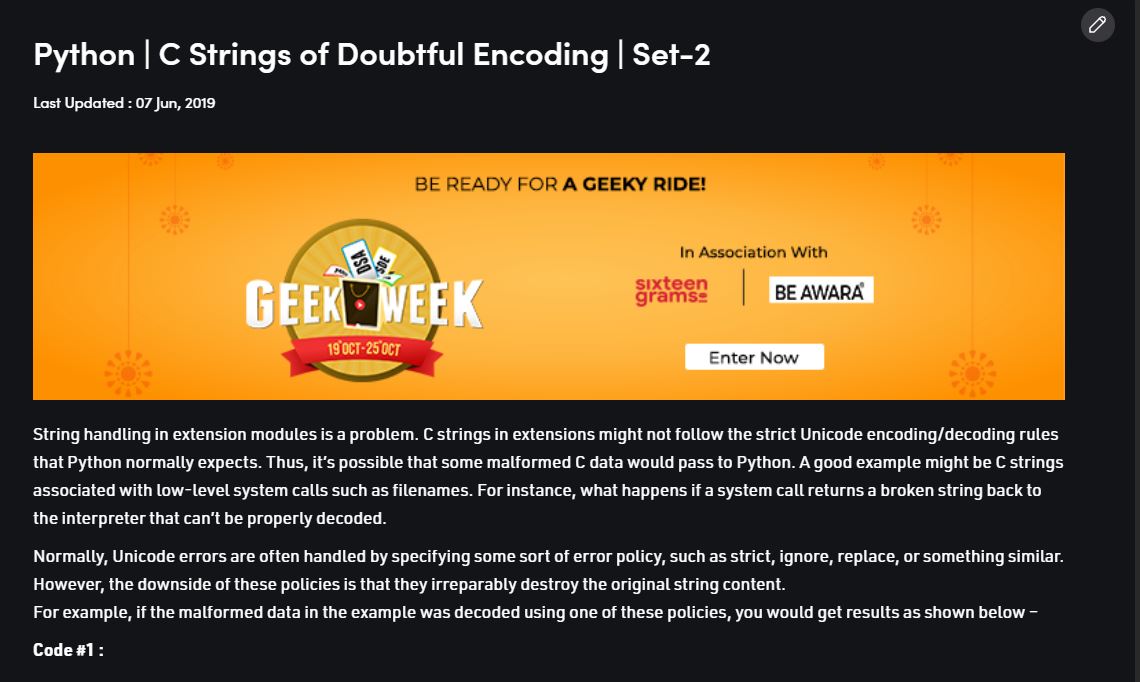 Python | C Strings of Doubtful Encoding | Set-2
Last Updated : 07 Jun, 2019
BE READY FOR A GEEKY RIDE!
DSA
SDE
GEEK WEEK
19 OCT-25 OCT
In Association With
sixteen
grams
BE AWARA
Enter Now
String handling in extension modules is a problem. C strings in extensions might not follow the strict Unicode encoding/decoding rules
that Python normally expects. Thus, it’s possible that some malformed C data would pass to Python. A good example might be C strings
associated with low-level system calls such as filenames. For instance, what happens if a system call returns a broken string back to
the interpreter that can’t be properly decoded.
Normally, Unicode errors are often handled by specifying some sort of error policy, such as strict, ignore, replace, or something similar.
However, the downside of these policies is that they irreparably destroy the original string content.
For example, if the malformed data in the example was decoded using one of these policies, you would get results as shown below –
Code #1 :